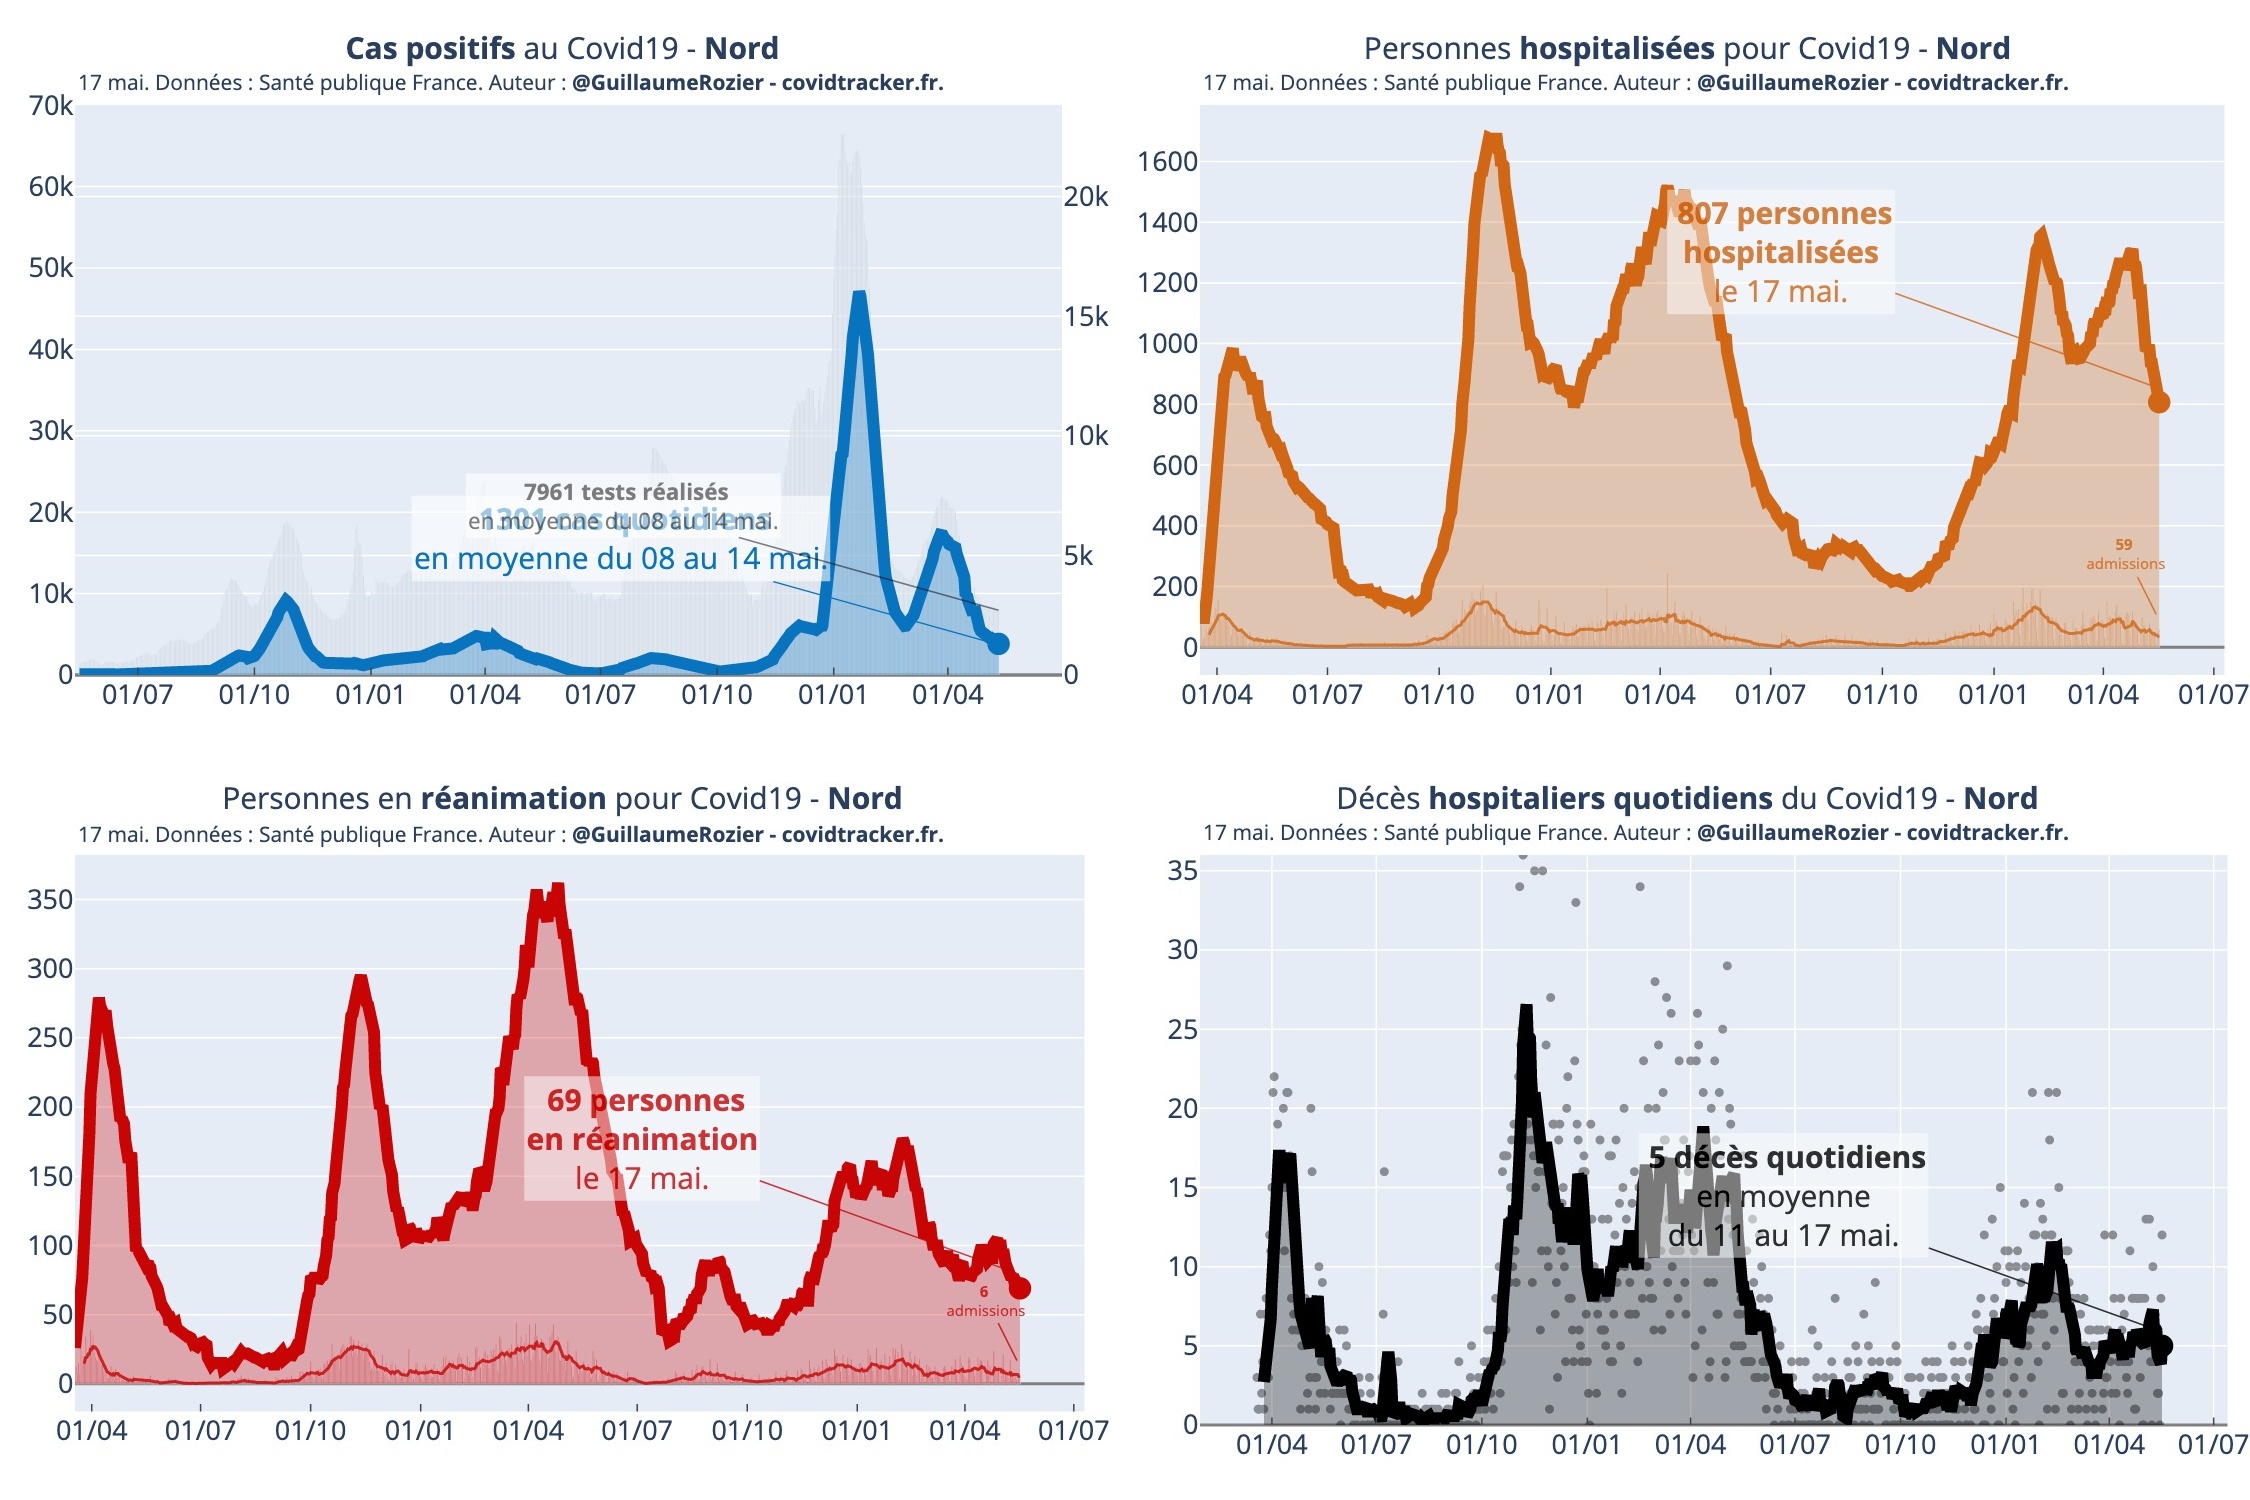 Cas positifs au Covid19 - Nord
17 mai. Données : Santé publique France. Auteur : @GuillaumeRozier - covidtracker.fr.
70k
60k
50k
40k
30k
20k
10k
0
20k
15k
10k
5k
0
7961 tests réalisés
en moyenne du 08 au 14 mai.
1301 cas quotidiens
en moyenne du 08 au 14 mai.
01/07 01/10 01/01 01/04 01/07 01/10 01/01 01/04
Personnes hospitalisées pour Covid19 - Nord
17 mai. Données : Santé publique France. Auteur : @GuillaumeRozier - covidtracker.fr.
1600
1400
1200
1000
800
600
400
200
0
807 personnes
hospitalisées
le 17 mai.
59
admissions
01/04 01/07 01/10 01/01 01/04 01/07 01/10 01/01 01/04 01/07
Personnes en réanimation pour Covid19 - Nord
17 mai. Données : Santé publique France. Auteur : @GuillaumeRozier - covidtracker.fr.
350
300
250
200
150
100
50
0
69 personnes
en réanimation
le 17 mai.
6
admissions
01/04 01/07 01/10 01/01 01/04 01/07 01/10 01/01 01/04 01/07
Décès hospitaliers quotidiens du Covid19 - Nord
17 mai. Données : Santé publique France. Auteur : @GuillaumeRozier - covidtracker.fr.
35
30
25
20
15
10
5
0
5 décès quotidiens
en moyenne
du 11 au 17 mai.
01/04 01/07 01/10 01/01 01/04 01/07 01/10 01/01 01/04 01/07